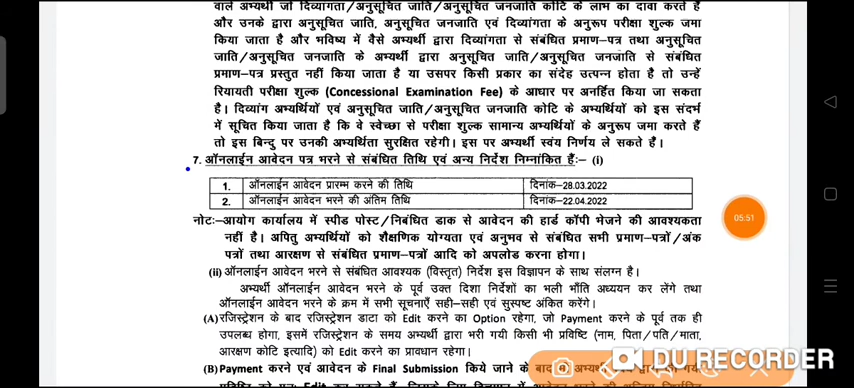 वाले अभ्यर्थी जो दिव्यांगता/अनुसूचित जाति/अनुसूचित जनजाति कोटि के लाभ का दावा करते हैं
और उनके द्वारा अनुसूचित जाति, अनुसूचित जनजाति एवं दिव्यांगता के अनुरूप परीक्षा शुल्क जमा
किया जाता है और भविष्य में वैसे अभ्यर्थी द्वारा दिव्यांगता से संबंधित प्रमाण-पत्र तथा अनुसूचित
जाति/अनुसूचित जनजाति के अभ्यर्थी द्वारा अनुसूचित जाति/अनुसूचित जनजाति से संबंधित
प्रमाण-पत्र प्रस्तुत नहीं किया जाता है या उसपर किसी प्रकार का संदेह उत्पन्न होता है तो उन्हें
रियायती परीक्षा शुल्क (Concessional Examination Fee) के आधार पर अनर्हित किया जा सकता
है। दिव्यांग अभ्यर्थियों एवं अनुसूचित जाति/अनुसूचित जनजाति कोटि के अभ्यर्थियों को इस संदर्भ
में सूचित किया जाता है कि वे स्वेच्छा से परीक्षा शुल्क सामान्य अभ्यर्थियों के अनुरूप जमा करते हैं
तो इस बिन्दु पर उनकी अभ्यर्थिता सुरक्षित रहेगी। इस पर अभ्यर्थी स्वंय निर्णय ले सकते है।
7. ऑनलाईन आवेदन पत्र भरने से संबंधित तिथि एवं अन्य निर्देश निम्नांकित हैंः– (i)
1. ऑनलाईन आवेदन प्रारम्भ करने की तिथि दिनांक-28.03.2022
2. ऑनलाईन आवेदन भरने की अंतिम तिथि दिनांक-22.04.2022
05:51
नोटः-आयोग कार्यालय में स्पीड पोस्ट/निबंधित डाक से आवेदन की हार्ड कॉपी भेजने की आवश्यकता
नहीं है। अपितु अभ्यर्थियों को शैक्षणिक योग्यता एवं अनुभव से संबंधित सभी प्रमाण-पत्रों/अंक
पत्रों तथा आरक्षण से संबंधित प्रमाण-पत्रों आदि को अपलोड करना होगा।
(ii) ऑनलाईन आवेदन भरने से संबंधित आवश्यक (विस्तृत) निर्देश इस विज्ञापन के साथ संलग्न है।
अभ्यर्थी ऑनलाईन आवेदन भरने के पूर्व उक्त दिशा निर्देशों का भली भाँति अध्ययन कर लेंगे तथा
ऑनलाईन आवेदन भरने के क्रम में सभी सूचनाएँ सही-सही एवं सुस्पष्ट अंकित करेंगे।
(A) रजिस्ट्रेशन के बाद रजिस्ट्रेशन डाटा को Edit करने का Option रहेगा, जो Payment करने के पूर्व तक ही
उपलब्ध होगा, इसमें रजिस्ट्रेशन के समय अभ्यर्थी द्वारा भरी गयी किसी भी प्रविष्टि (नाम, पिता/पति/माता,
आरक्षण कोटि इत्यादि) को Edit करने का प्रावधान रहेगा।
(B) Payment करने एवं आवेदन के Final Submission किये जाने के
DU RECORDER